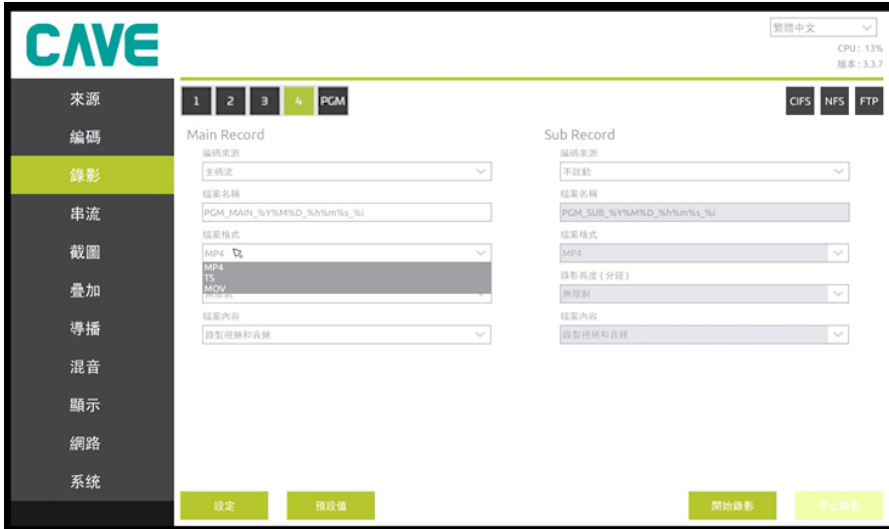 CAVE
繁體中文
CPU : 13%
版本 : 3.3.7
來源
編碼
錄影
串流
截圖
疊加
導播
混音
顯示
網路
系统
1 2 3 4 PGM
CIFS NFS FTP
Main Record
編碼來源
主碼流
檔案名稱
PGM_MAIN_%Y%M%D_%h%m%s_%i
檔案格式
MP4
MP4
TS
MOV
無限制
檔案內容
錄製視頻和音頻
Sub Record
編碼來源
不啟動
檔案名稱
PGM_SUB_%Y%M%D_%h%m%s_%i
檔案格式
MP4
錄影長度 ( 分鐘 )
無限制
檔案內容
錄製視頻和音頻
設定
預設值
開始錄影
停止錄影